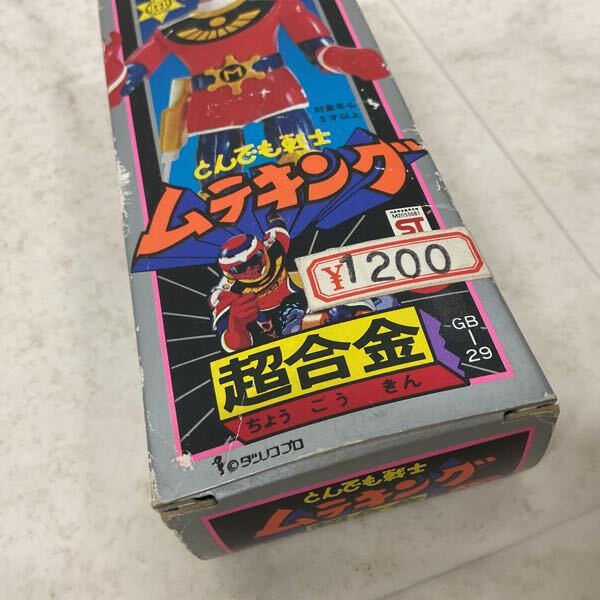 M
対象年令
3才以上
とんでも戦士
ムテキング
M2055081
ST
¥1200
GB
29
超合金
ちょう ごう きん
©タツノコプロ
とんでも戦士
ムテキング